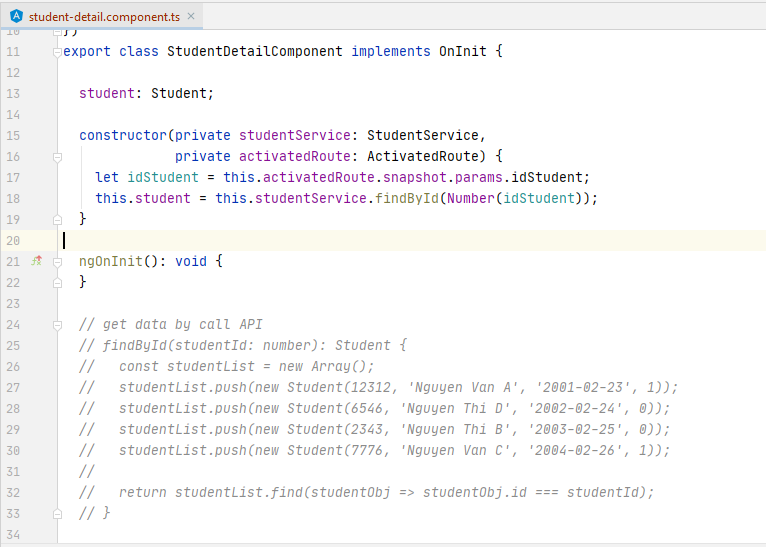 student-detail.component.ts
10 })
11 export class StudentDetailComponent implements OnInit {
12
13   student: Student;
14
15   constructor(private studentService: StudentService,
16               private activatedRoute: ActivatedRoute) {
17     let idStudent = this.activatedRoute.snapshot.params.idStudent;
18     this.student = this.studentService.findById(Number(idStudent));
19   }
20
21   ngOnInit(): void {
22   }
23
24   // get data by call API
25   // findById(studentId: number): Student {
26   //   const studentList = new Array();
27   //   studentList.push(new Student(12312, 'Nguyen Van A', '2001-02-23', 1));
28   //   studentList.push(new Student(6546, 'Nguyen Thi D', '2002-02-24', 0));
29   //   studentList.push(new Student(2343, 'Nguyen Thi B', '2003-02-25', 0));
30   //   studentList.push(new Student(7776, 'Nguyen Van C', '2004-02-26', 1));
31   //
32   //   return studentList.find(studentObj => studentObj.id === studentId);
33   // }
34